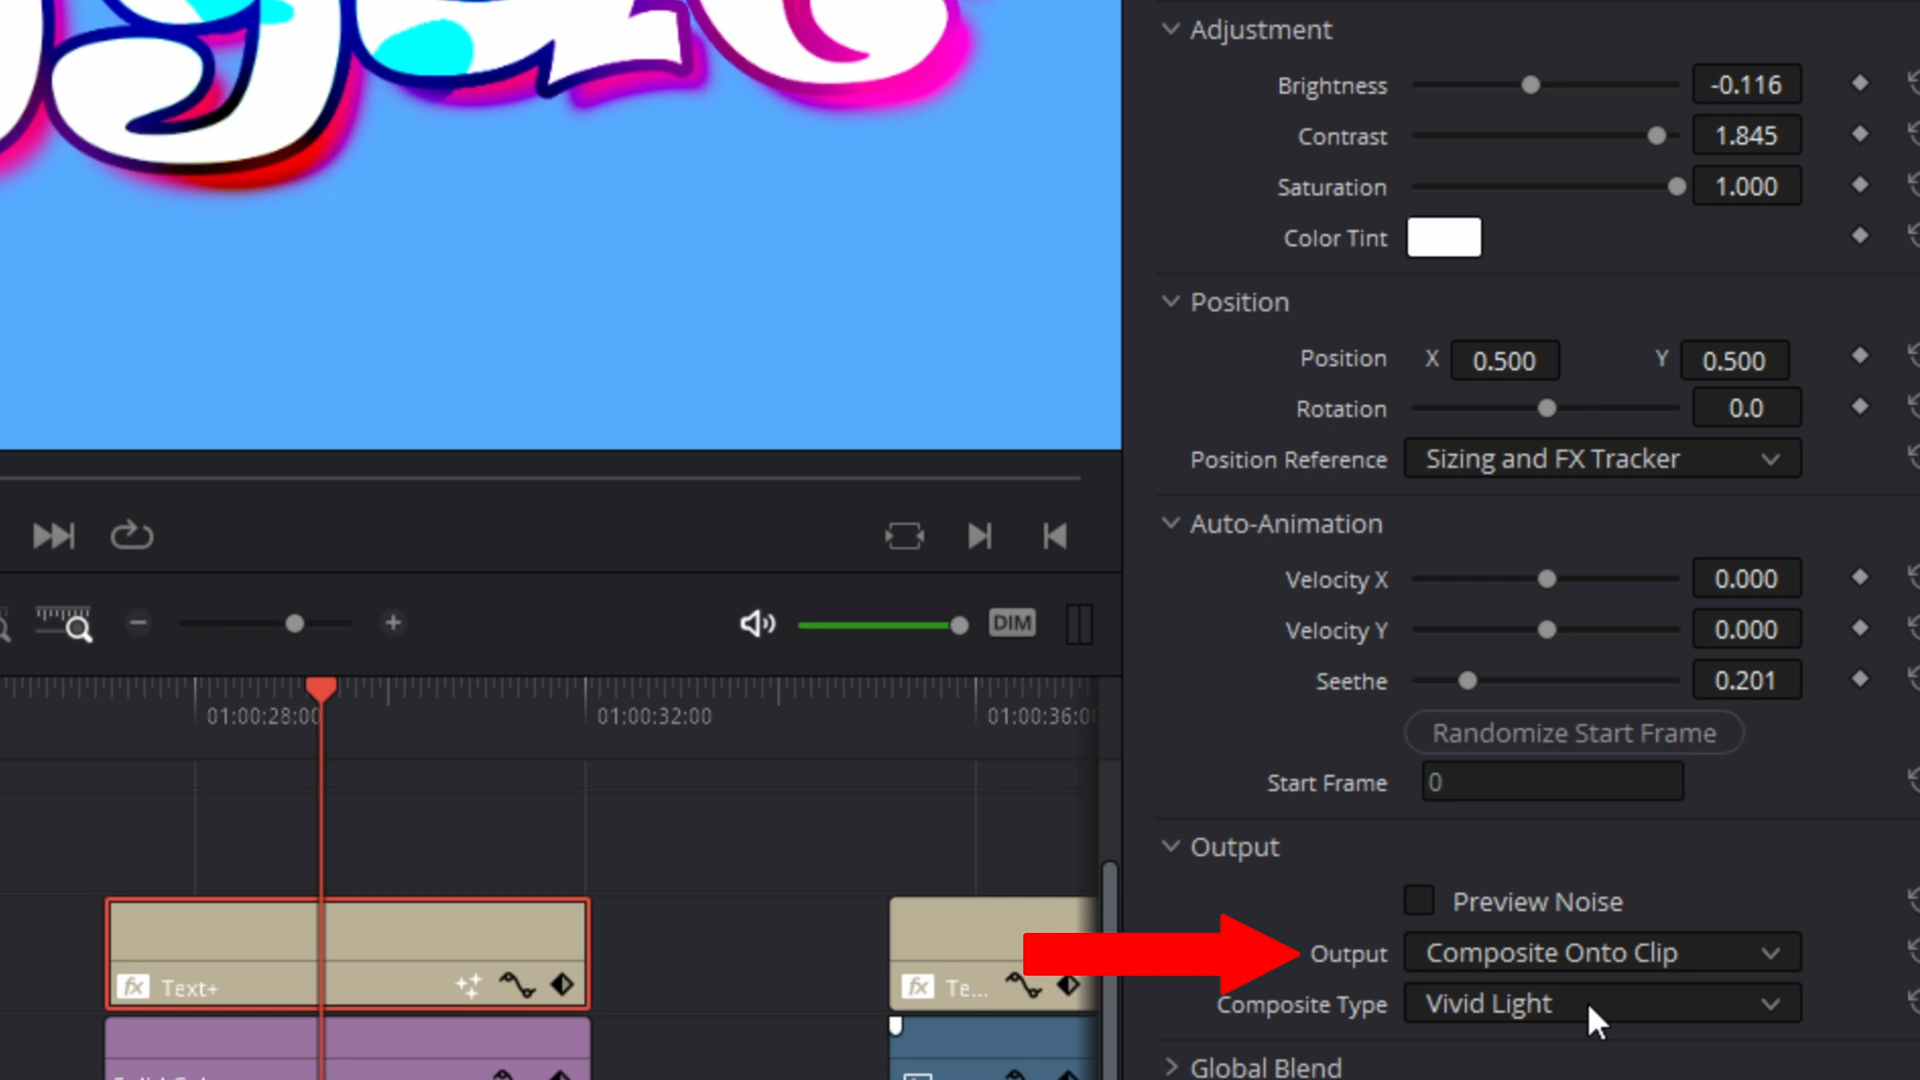 Adjustment
Brightness -0.116
Contrast 1.845
Saturation 1.000
Color Tint
Position
Position X 0.500 Y 0.500
Rotation 0.0
Position Reference Sizing and FX Tracker
Auto-Animation
Velocity X 0.000
Velocity Y 0.000
Seethe 0.201
Randomize Start Frame
Start Frame 0
Output
Preview Noise
Output Composite Onto Clip
Composite Type Vivid Light
Global Blend
DIM
01:00:28:00 01:00:32:00 01:00:36:00
fx Text+ fx Te...